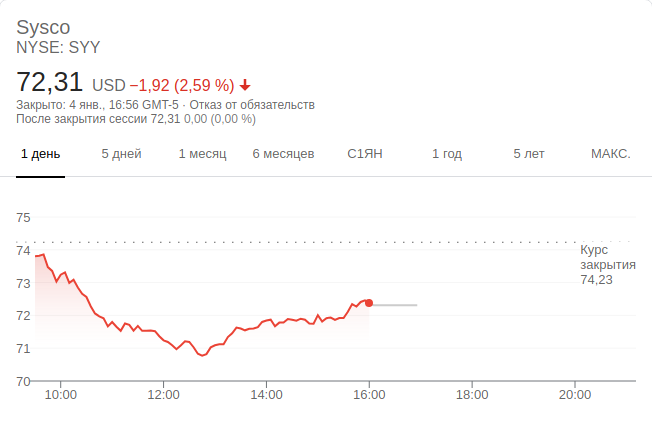 Sysco
NYSE: SYY
72,31 USD −1,92 (2,59 %)
Закрыто: 4 янв., 16:56 GMT-5 · Отказ от обязательств
После закрытия сессии 72,31 0,00 (0,00 %)
1 день 5 дней 1 месяц 6 месяцев С1ЯН 1 год 5 лет МАКС.
75
74
73
72
71
70
Курс
закрытия
74,23
10:00 12:00 14:00 16:00 18:00 20:00